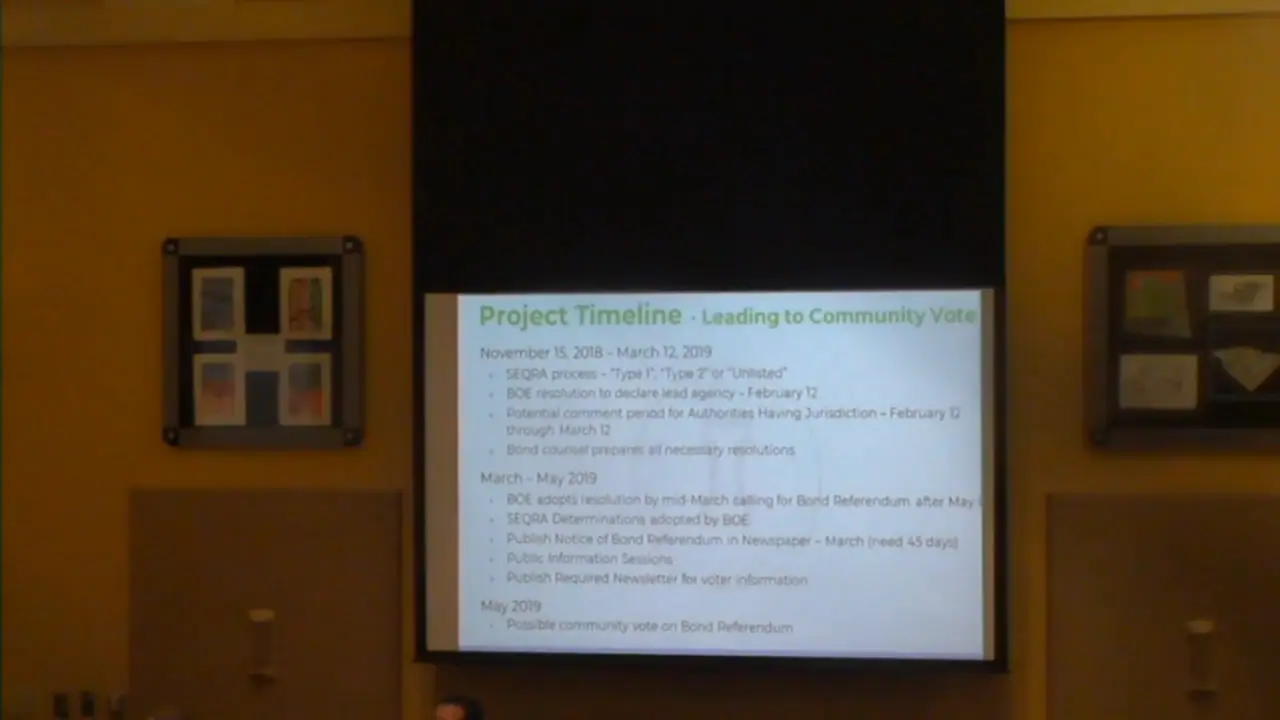 Project Timeline - Leading to Community Vote
November 15, 2018 – March 12, 2019
SEQRA process – "Type 1", "Type 2" or "Unlisted"
BOE resolution to declare lead agency – February 12
Potential comment period for Authorities Having Jurisdiction – February 12
through March 12
Bond counsel prepares all necessary resolutions
March – May 2019
BOE adopts resolution by mid-March calling for Bond Referendum after May
SEQRA Determinations adopted by BOE
Publish Notice of Bond Referendum in Newspaper – March (need 45 days)
Public Information Sessions
Publish Required Newsletter for voter information
May 2019
Possible community vote on Bond Referendum